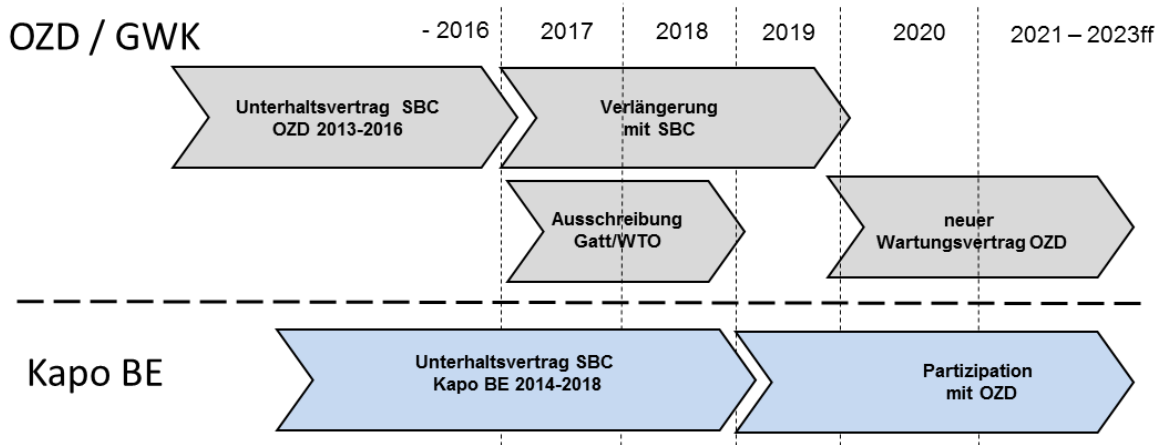 OZD / GWK
- 2016 2017 2018 2019 2020 2021 – 2023ff
Unterhaltsvertrag SBC
OZD 2013-2016
Verlängerung
mit SBC
Ausschreibung
Gatt/WTO
neuer
Wartungsvertrag OZD
Kapo BE
Unterhaltsvertrag SBC
Kapo BE 2014-2018
Partizipation
mit OZD